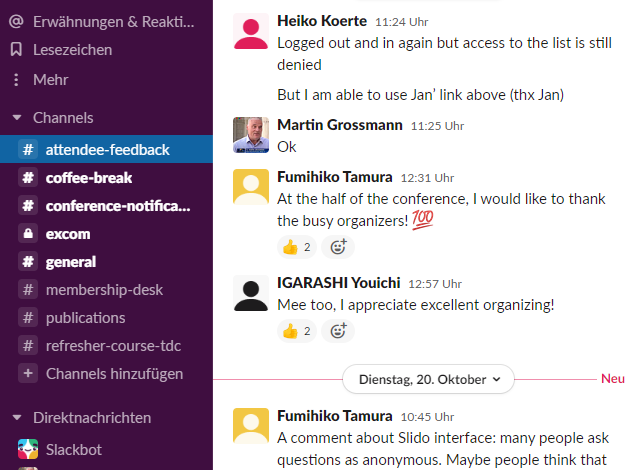 Erwähnungen & Reakti...
Lesezeichen
Mehr
Channels
# attendee-feedback
# coffee-break
# conference-notifica...
excom
# general
# membership-desk
# publications
# refresher-course-tdc
+ Channels hinzufügen
Direktnachrichten
Slackbot
Heiko Koerte 11:24 Uhr
Logged out and in again but access to the list is still
denied
But I am able to use Jan’ link above (thx Jan)
Martin Grossmann 11:25 Uhr
Ok
Fumihiko Tamura 12:31 Uhr
At the half of the conference, I would like to thank
the busy organizers! 💯
👍 2
IGARASHI Youichi 12:57 Uhr
Mee too, I appreciate excellent organizing!
👍 2
Dienstag, 20. Oktober
Neu
Fumihiko Tamura 10:45 Uhr
A comment about Slido interface: many people ask
questions as anonymous. Maybe people think that